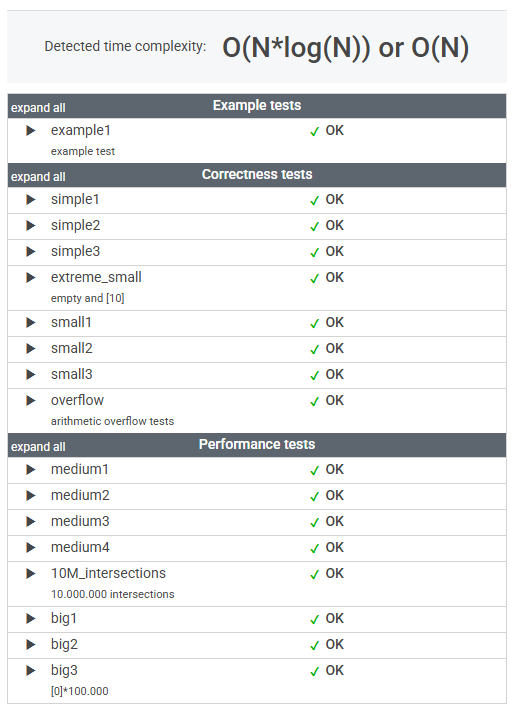 Detected time complexity: O(N*log(N)) or O(N)
expand all Example tests
▶ example1 ✓ OK
example test
expand all Correctness tests
▶ simple1 ✓ OK
▶ simple2 ✓ OK
▶ simple3 ✓ OK
▶ extreme_small ✓ OK
empty and [10]
▶ small1 ✓ OK
▶ small2 ✓ OK
▶ small3 ✓ OK
▶ overflow ✓ OK
arithmetic overflow tests
expand all Performance tests
▶ medium1 ✓ OK
▶ medium2 ✓ OK
▶ medium3 ✓ OK
▶ medium4 ✓ OK
▶ 10M_intersections ✓ OK
10.000.000 intersections
▶ big1 ✓ OK
▶ big2 ✓ OK
▶ big3 ✓ OK
[0]*100.000